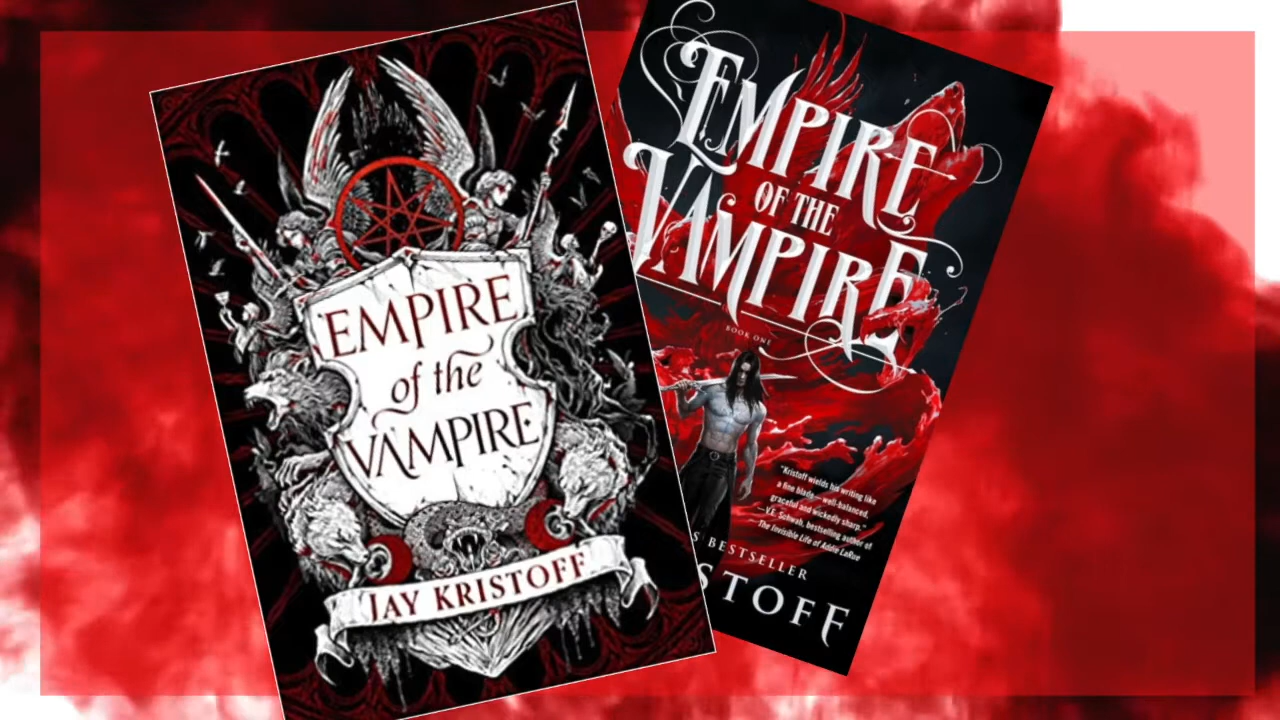 EMPIRE
of the
VAMPIRE
JAY KRISTOFF
EMPIRE
OF THE
VAMPIRE
BOOK ONE
"Kristoff wields his writing like
a fine blade—well-balanced,
graceful and wickedly sharp."
—V.E. Schwab, bestselling author of
The Invisible Life of Addie LaRue
S BESTSELLER
STOFF